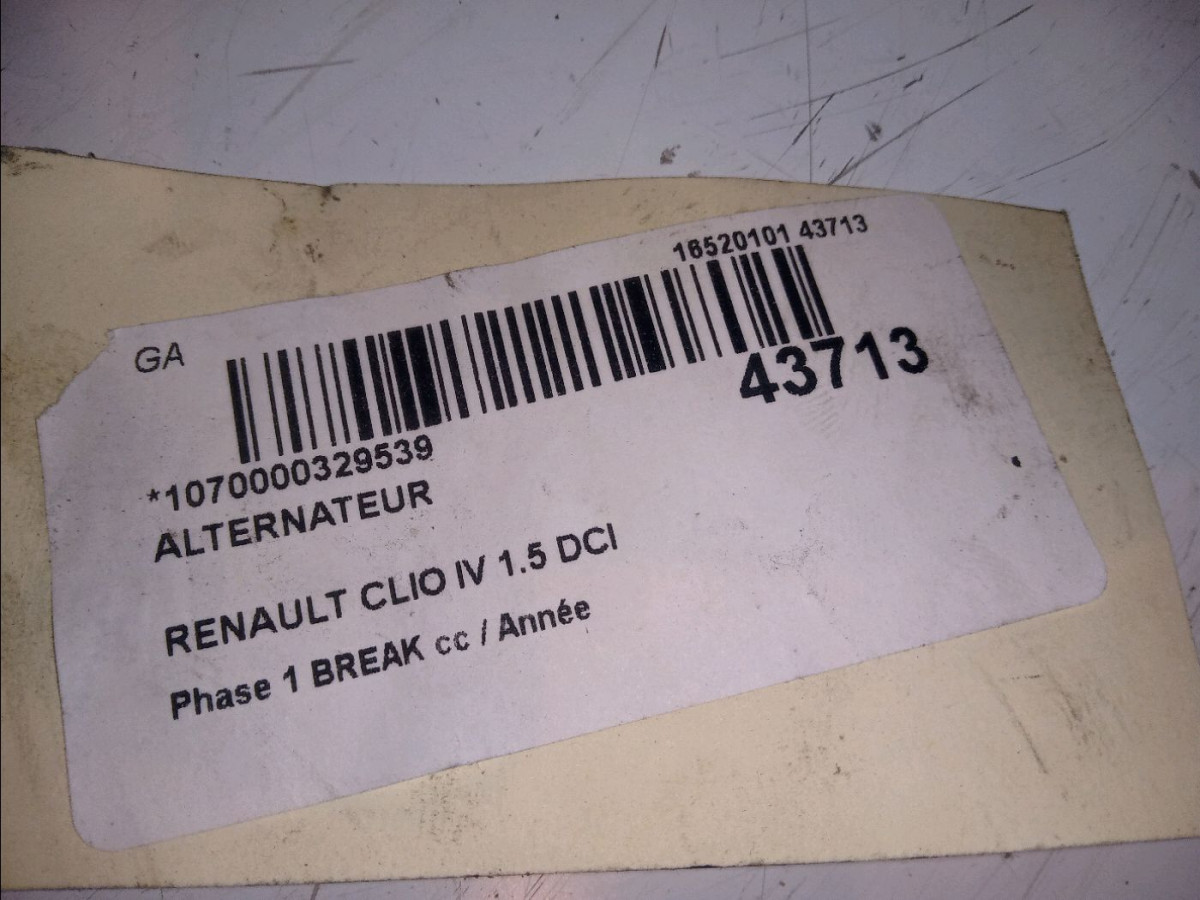 16520101 43713
GA
43713
*1070000329539
ALTERNATEUR
RENAULT CLIO IV 1.5 DCI
Phase 1 BREAK cc / Année